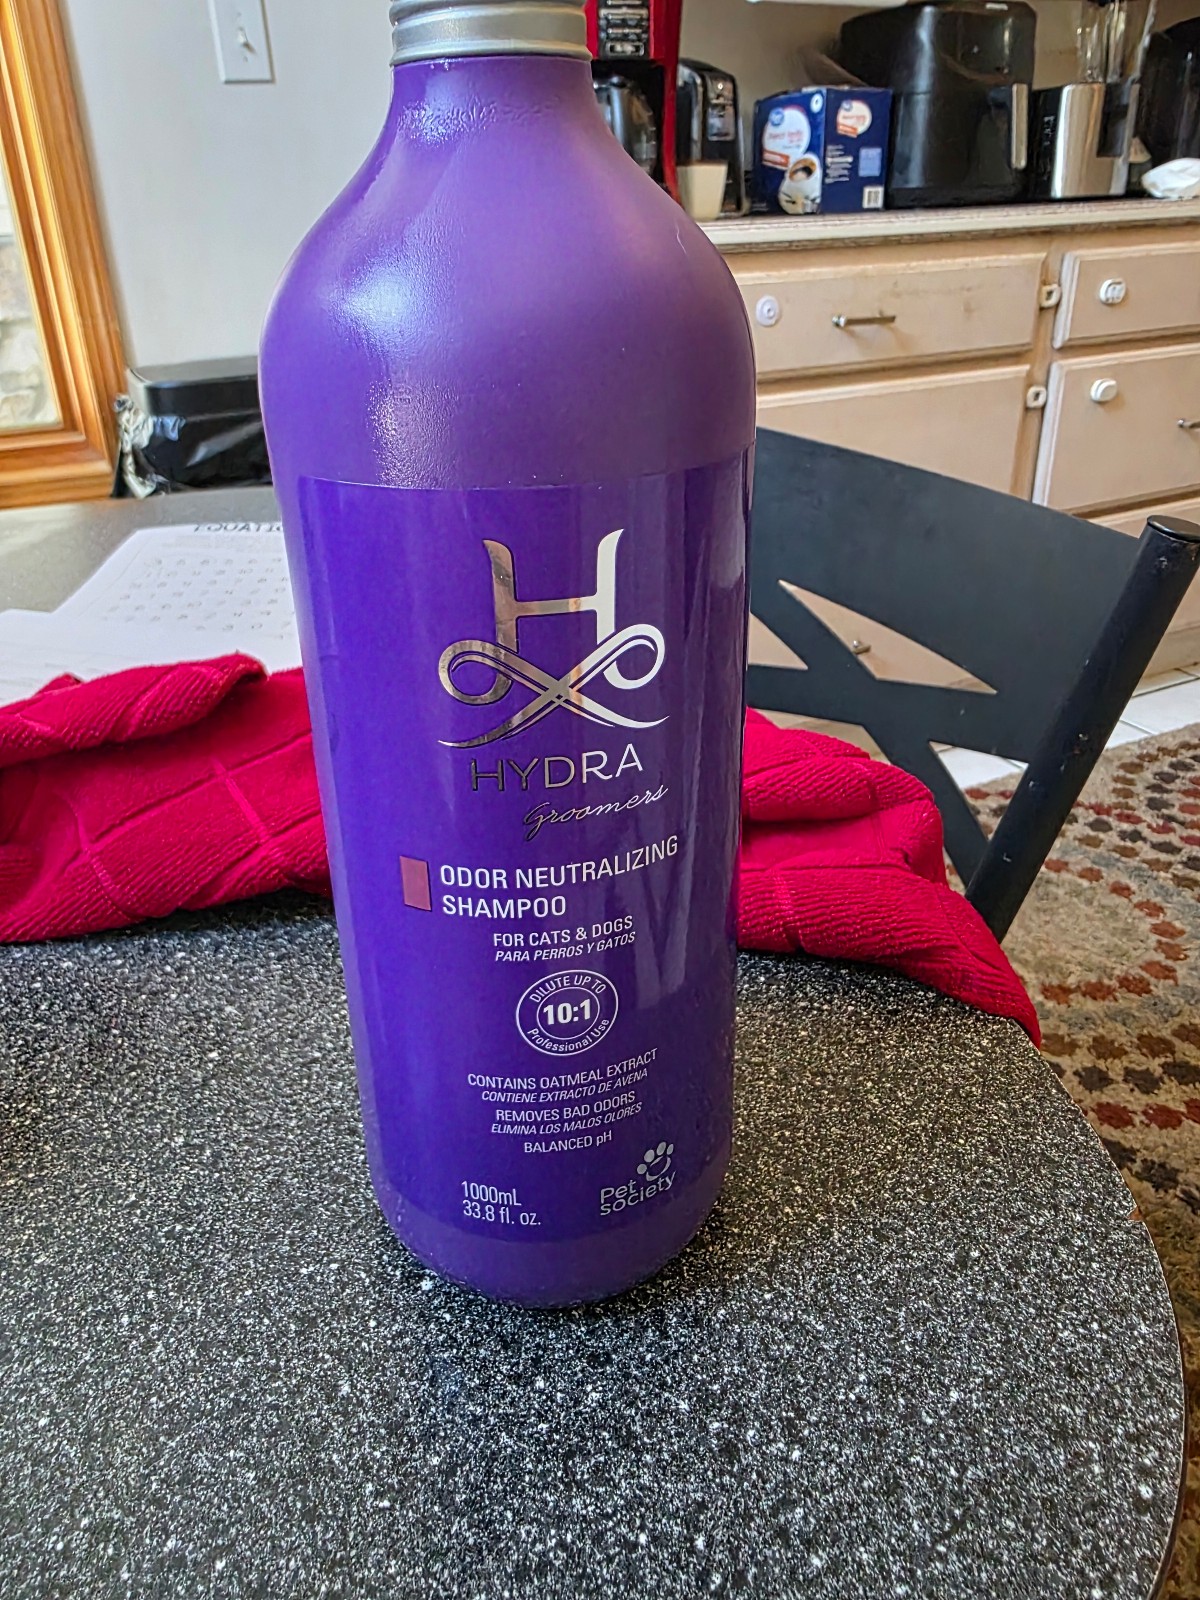 EQUATIO
H
HYDRA
Groomers
ODOR NEUTRALIZING
SHAMPOO
FOR CATS & DOGS
PARA PERROS Y GATOS
DILUTE UP TO
10:1
Professional Use
CONTAINS OATMEAL EXTRACT
CONTIENE EXTRACTO DE AVENA
REMOVES BAD ODORS
ELIMINA LOS MALOS OLORES
BALANCED pH
1000mL
33.8 fl. oz.
Pet
society